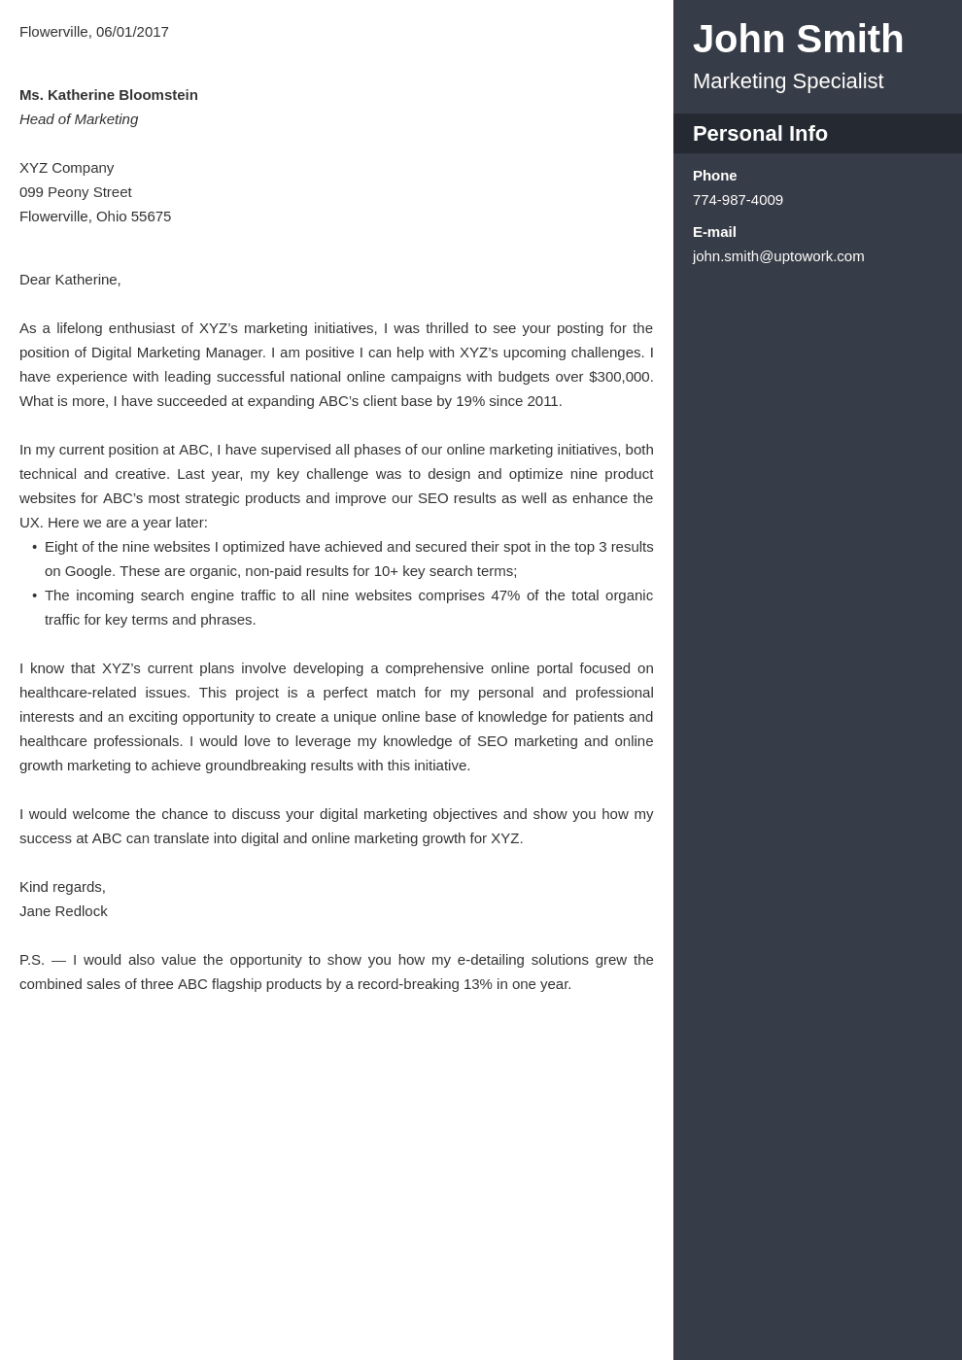 Flowerville, 06/01/2017
Ms. Katherine Bloomstein
Head of Marketing
XYZ Company
099 Peony Street
Flowerville, Ohio 55675
Dear Katherine,
As a lifelong enthusiast of XYZ's marketing initiatives, I was thrilled to see your posting for the
position of Digital Marketing Manager. I am positive I can help with XYZ's upcoming challenges. I
have experience with leading successful national online campaigns with budgets over $300,000.
What is more, I have succeeded at expanding ABC's client base by 19% since 2011.
In my current position at ABC, I have supervised all phases of our online marketing initiatives, both
technical and creative. Last year, my key challenge was to design and optimize nine product
websites for ABC's most strategic products and improve our SEO results as well as enhance the
UX. Here we are a year later:
• Eight of the nine websites I optimized have achieved and secured their spot in the top 3 results
on Google. These are organic, non-paid results for 10+ key search terms;
• The incoming search engine traffic to all nine websites comprises 47% of the total organic
traffic for key terms and phrases.
I know that XYZ's current plans involve developing a comprehensive online portal focused on
healthcare-related issues. This project is a perfect match for my personal and professional
interests and an exciting opportunity to create a unique online base of knowledge for patients and
healthcare professionals. I would love to leverage my knowledge of SEO marketing and online
growth marketing to achieve groundbreaking results with this initiative.
I would welcome the chance to discuss your digital marketing objectives and show you how my
success at ABC can translate into digital and online marketing growth for XYZ.
Kind regards,
Jane Redlock
P.S. — I would also value the opportunity to show you how my e-detailing solutions grew the
combined sales of three ABC flagship products by a record-breaking 13% in one year.
John Smith
Marketing Specialist
Personal Info
Phone
774-987-4009
E-mail
john.smith@uptowork.com